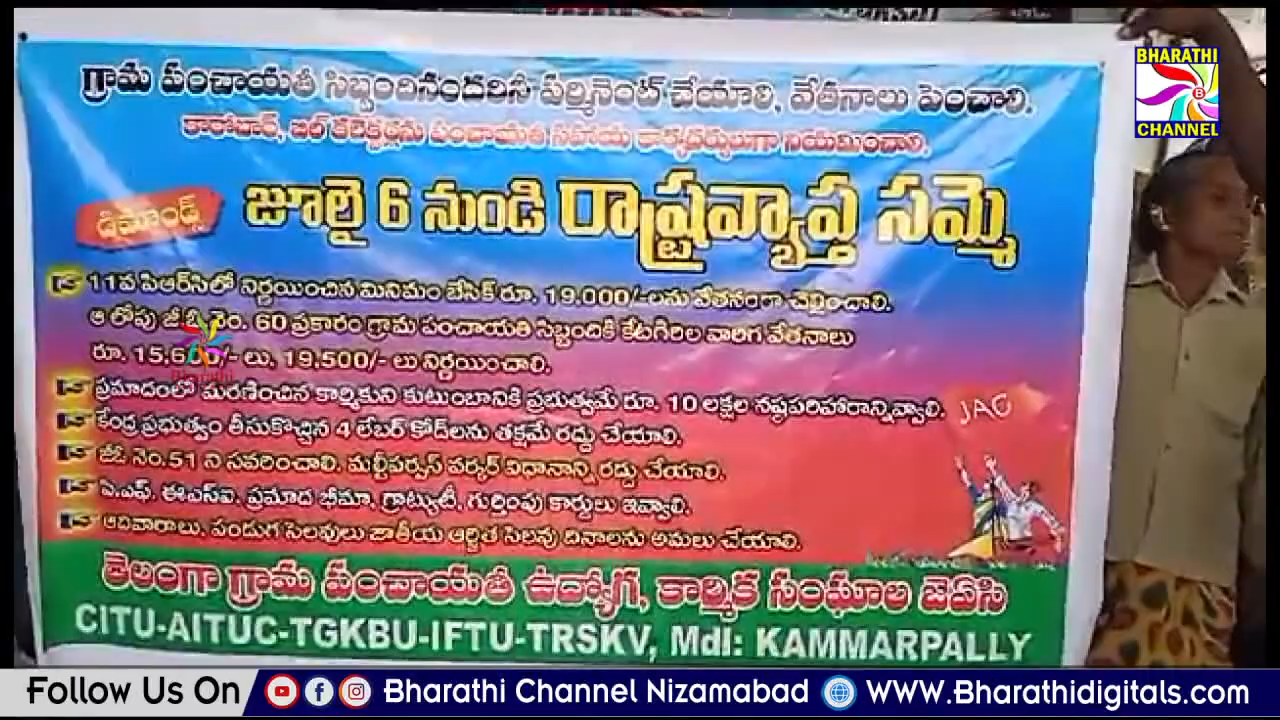 గ్రామ పంచాయతీ సిబ్బందినందరినీ పర్మినెంట్ చేయాలి, వేతనాలు పెంచాలి.
కారోబార్, బిల్ కలెక్టర్లను పంచాయతీ సహాయ కార్యదర్శులుగా నియమించాలి.
డిమాండ్స్
జూలై 6 నుండి రాష్ట్రవ్యాప్త సమ్మె
11వ పిఆర్‌సిలో నిర్ణయించిన మినిమం బేసిక్ రూ. 19.000/-లను వేతనంగా చెల్లించాలి.
ఆ లోపు జీ.ఓ నెం. 60 ప్రకారం గ్రామ పంచాయతి సిబ్బందికి కేటగిరిల వారిగ వేతనాలు
రూ. 15,600/- లు, 19,500/- లు నిర్ణయించాలి.
ప్రమాదంలో మరణించిన కార్మికుని కుటుంబానికి ప్రభుత్వమే రూ. 10 లక్షల నష్టపరిహారాన్నివ్వాలి.
కేంద్ర ప్రభుత్వం తీసుకొచ్చిన 4 లేబర్ కోడ్‌లను తక్షమే రద్దు చేయాలి.
జీఓ నెం.51 ని సవరించాలి. మల్టీపర్పస్ వర్కర్ విధానాన్ని రద్దు చేయాలి.
ఏ.ఎఫ్. ఈఎస్ఐ, ప్రమోద భీమా, గ్రాట్యుటీ, గుర్తింపు కార్డులు ఇవ్వాలి.
ఆదివారాలు, పండుగ సెలవులు జాతీయ ఆర్జిత సెలవు దినాలను అమలు చేయాలి.
JAC
తెలంగా గ్రామ పంచాయతీ ఉద్యోగ, కార్మిక సంఘాల జెఏసి
CITU-AITUC-TGKBU-IFTU-TRSKV, Mdl: KAMMARPALLY
BHARATHI
B
CHANNEL
Bharathi
Follow Us On Bharathi Channel Nizamabad www.Bharathidigitals.com